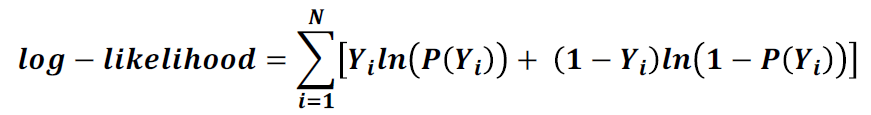 log − likelihood = ∑_{i=1}^{N} [Y_i ln(P(Y_i)) + (1 − Y_i)ln(1 − P(Y_i))]